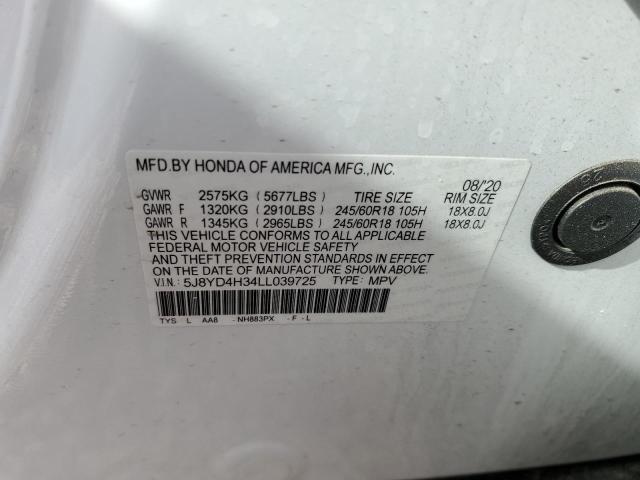 MFD.BY HONDA OF AMERICA MFG.,INC.
08/'20
GVWR 2575KG (5677LBS) TIRE SIZE RIM SIZE
GAWR F 1320KG (2910LBS) 245/60R18 105H 18X8.0J
GAWR R 1345KG (2965LBS) 245/60R18 105H 18X8.0J
THIS VEHICLE CONFORMS TO ALL APPLICABLE
FEDERAL MOTOR VEHICLE SAFETY
AND THEFT PREVENTION STANDARDS IN EFFECT
ON THE DATE OF MANUFACTURE SHOWN ABOVE.
V.I.N.: 5J8YD4H34LL039725 TYPE: MPV
TYS L AA8 -NH883PX -F -L